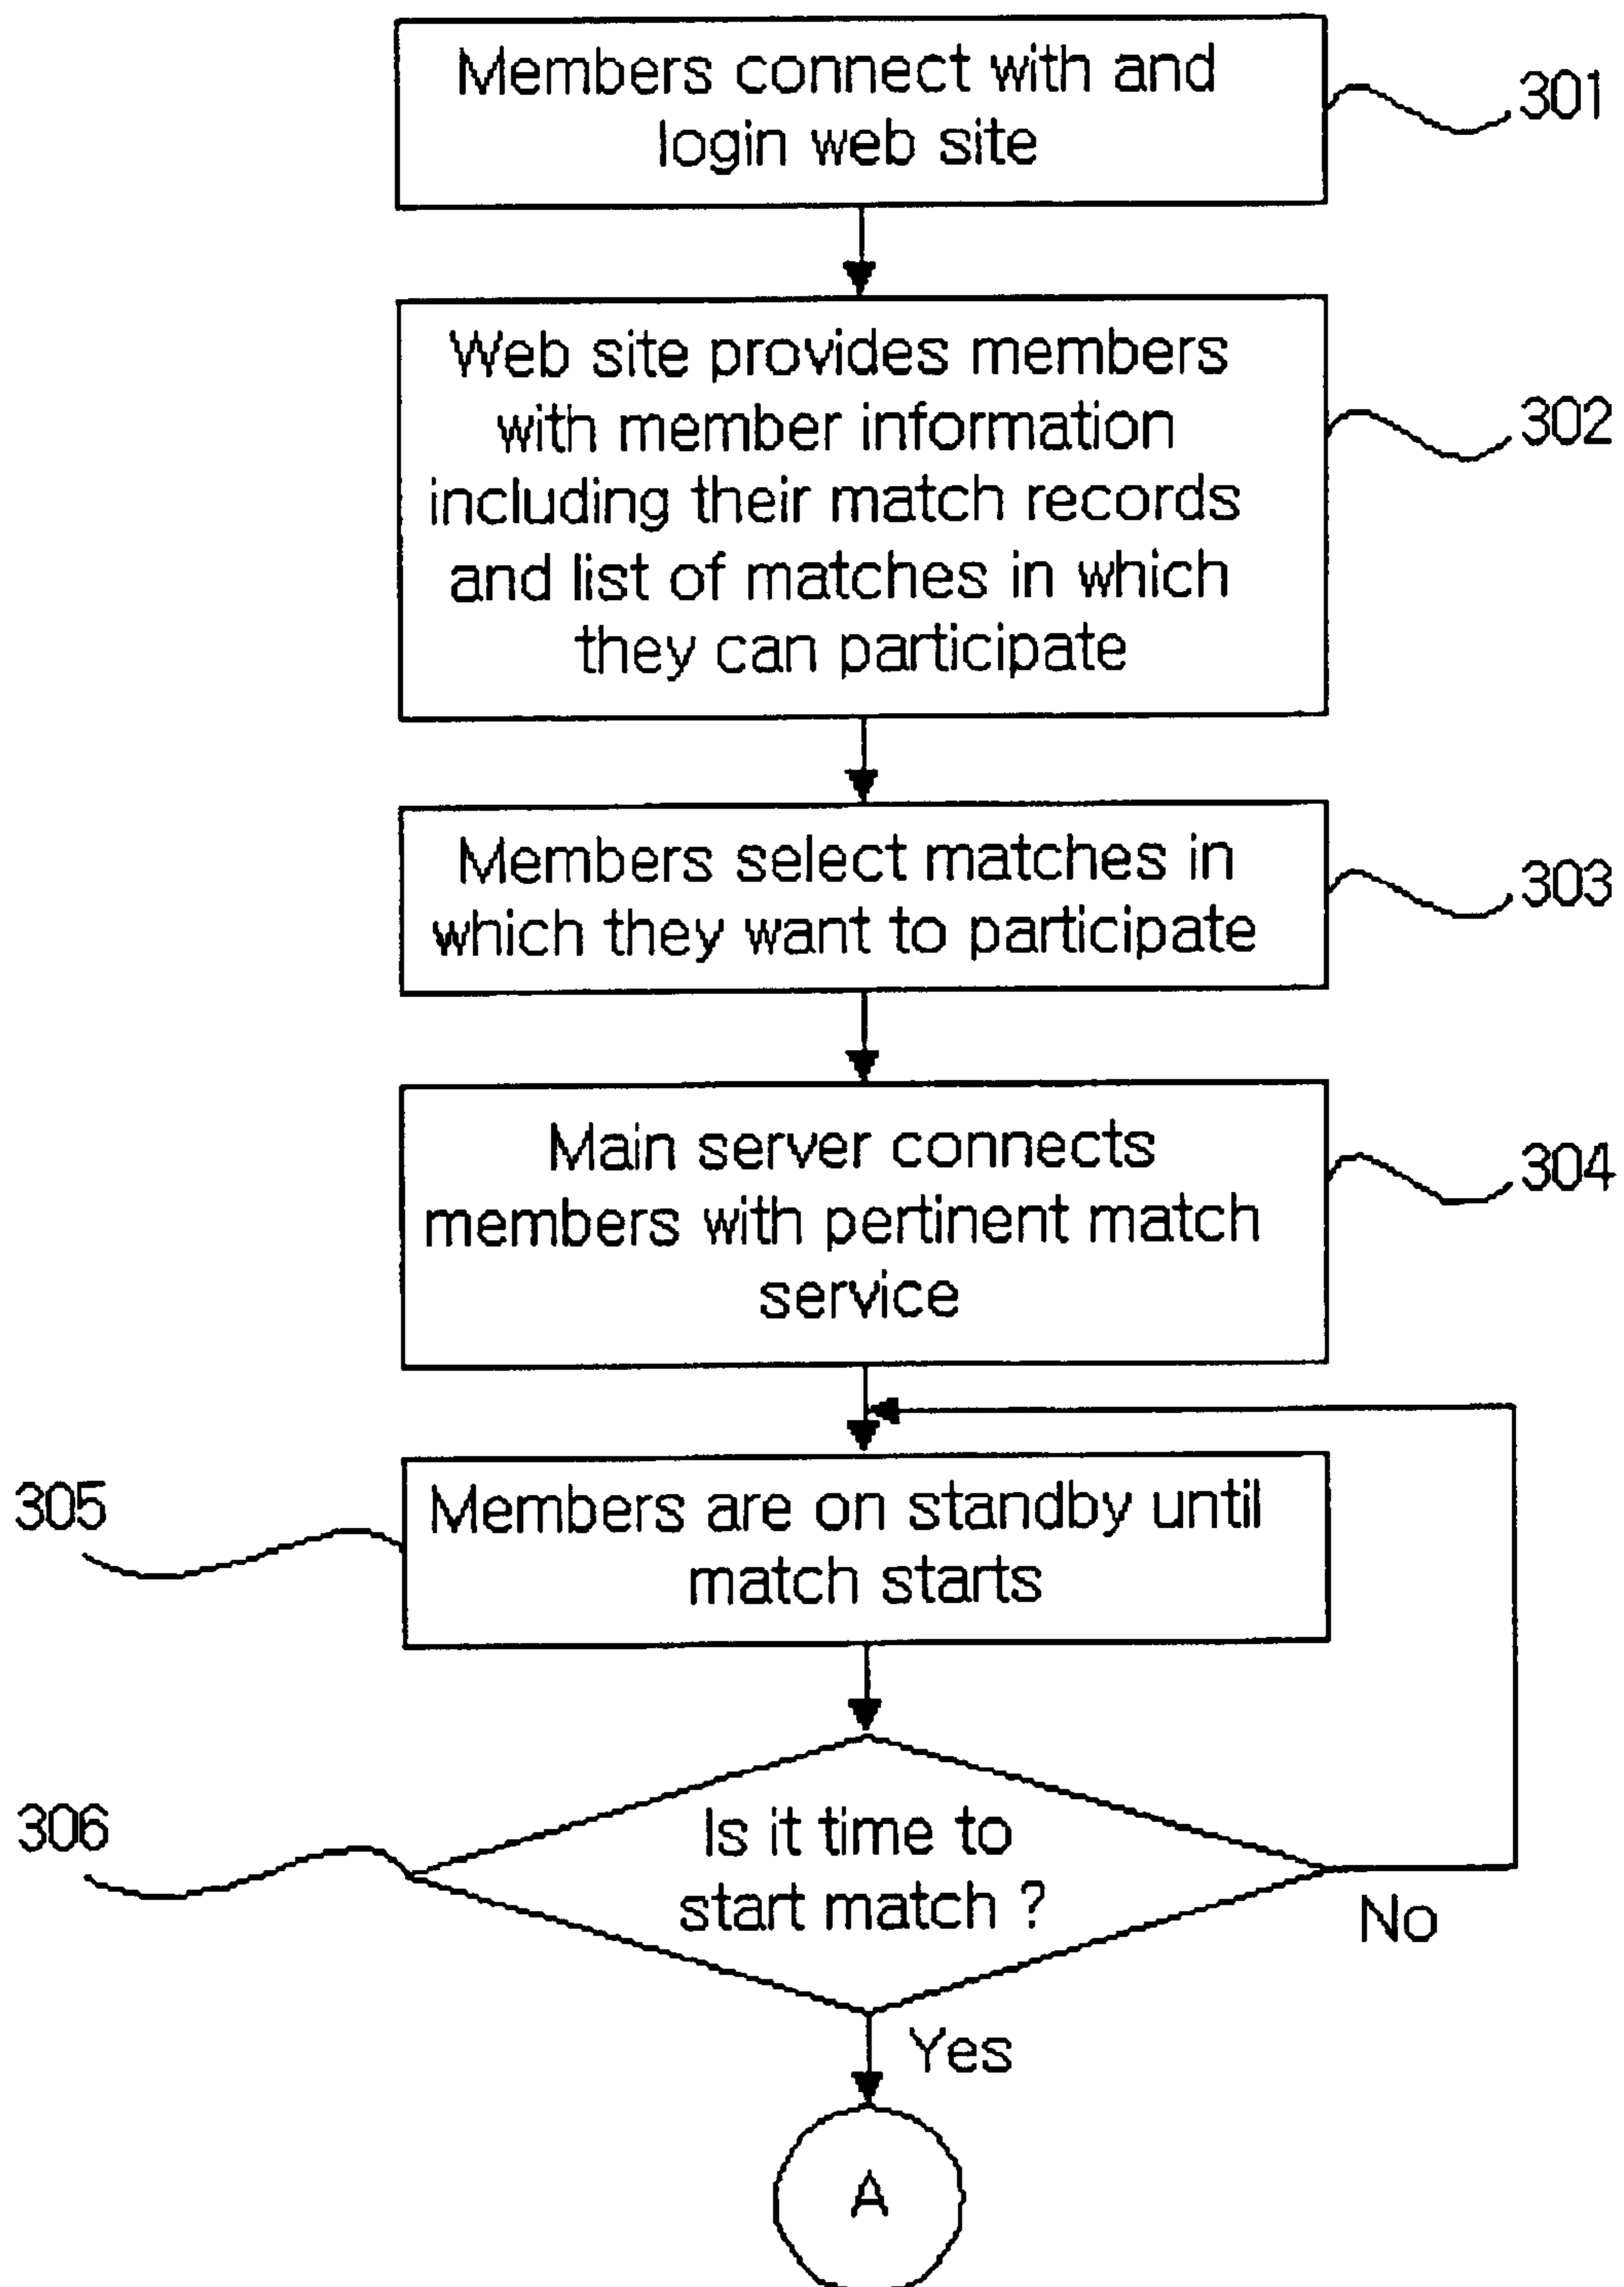 Members connect with and
login web site
301
Web site provides members
with member information
including their match records
and list of matches in which
they can participate
302
Members select matches in
which they want to participate
303
Main server connects
members with pertinent match
service
304
305
Members are on standby until
match starts
306
Is it time to
start match ?
No
Yes
A